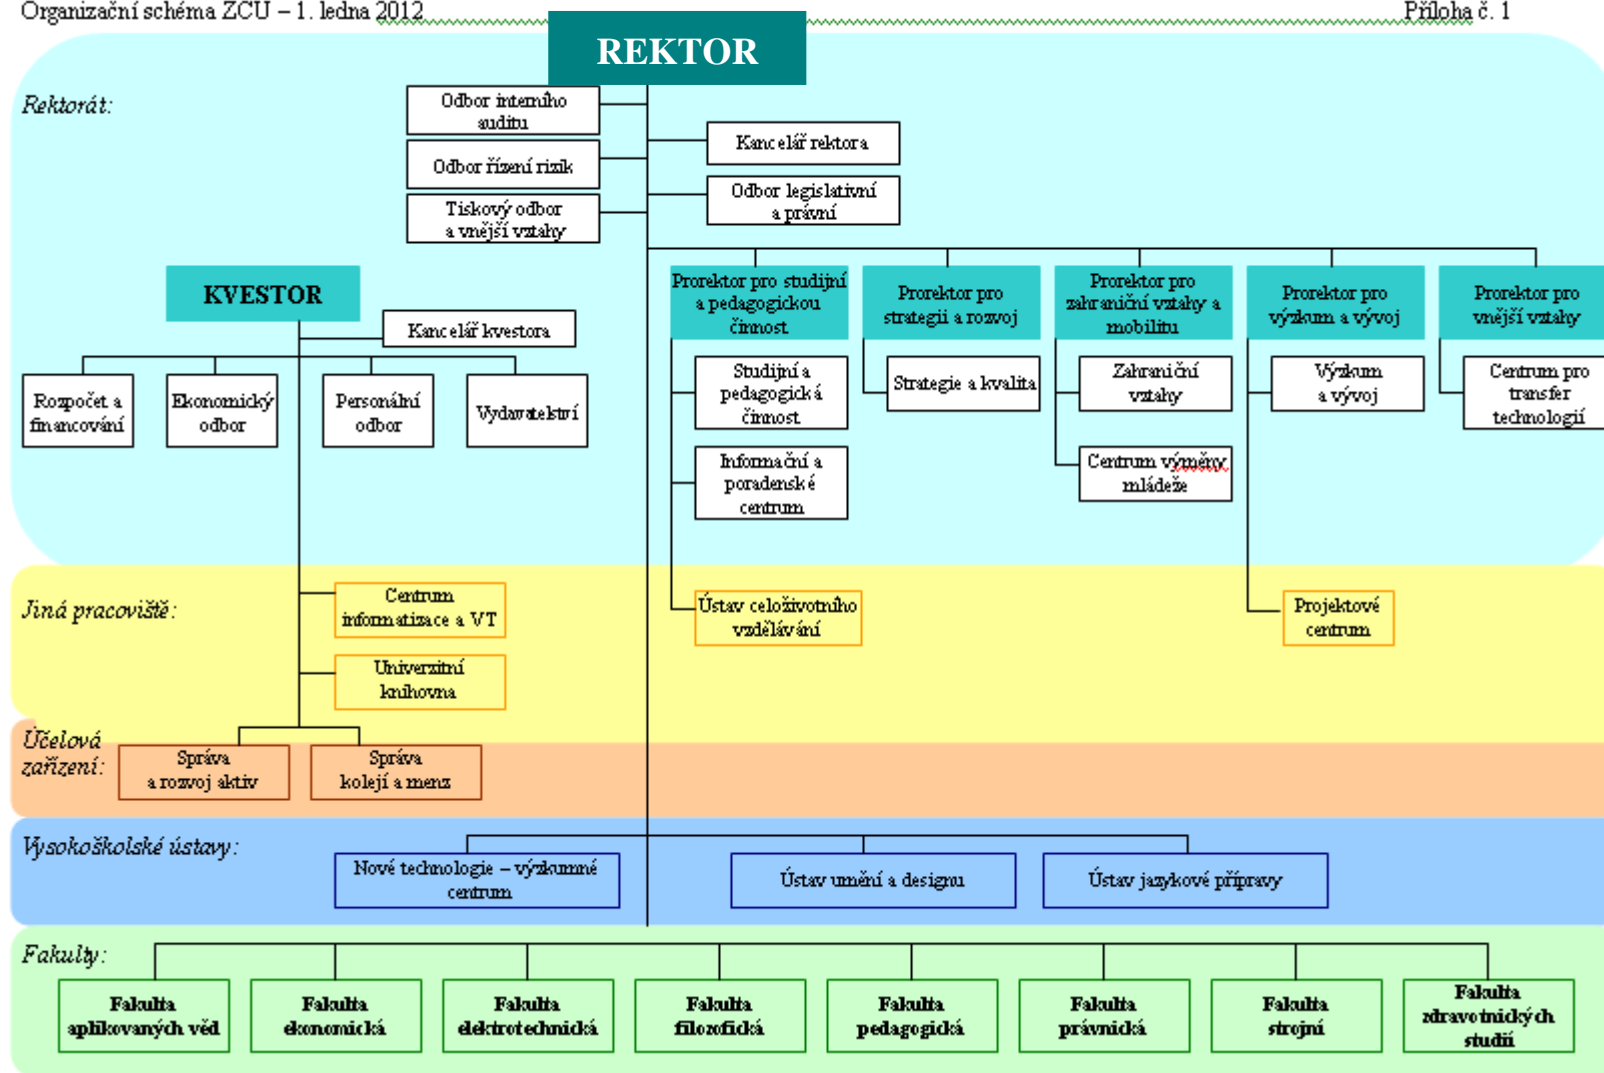 Organizační schéma ZČU – 1. ledna 2012
Příloha č. 1
REKTOR
Rektorát:
Odbor interního
auditu
Kancelář rektora
Odbor řízení rizik
Odbor legislativní
a právní
Tiskový odbor
a vnější vztahy
KVESTOR
Kancelář kvestora
Rozpočet a
financování
Ekonomický
odbor
Personální
odbor
Vydavatelství
Prorektor pro studijní
a pedagogickou
činnost
Prorektor pro
strategii a rozvoj
Prorektor pro
zahraniční vztahy a
mobilitu
Prorektor pro
výzkum a vývoj
Prorektor pro
vnější vztahy
Studijní a
pedagogická
činnost
Strategie a kvalita
Zahraniční
vztahy
Výzkum
a vývoj
Centrum pro
transfer
technologií
Informační a
poradenské
centrum
Centrum výměny
mládeže
Jiná pracoviště:
Centrum
informatizace a VT
Ústav celoživotního
vzdělávání
Projektové
centrum
Univerzitní
knihovna
Účelová
zařízení:
Správa
a rozvoj aktiv
Správa
kolejí a menz
Vysokoškolské ústavy:
Nové technologie – výzkumné
centrum
Ústav umění a designu
Ústav jazykové přípravy
Fakulty:
Fakulta
aplikovaných věd
Fakulta
ekonomická
Fakulta
elektrotechnická
Fakulta
filozofická
Fakulta
pedagogická
Fakulta
právnická
Fakulta
strojní
Fakulta
zdravotnických
studií